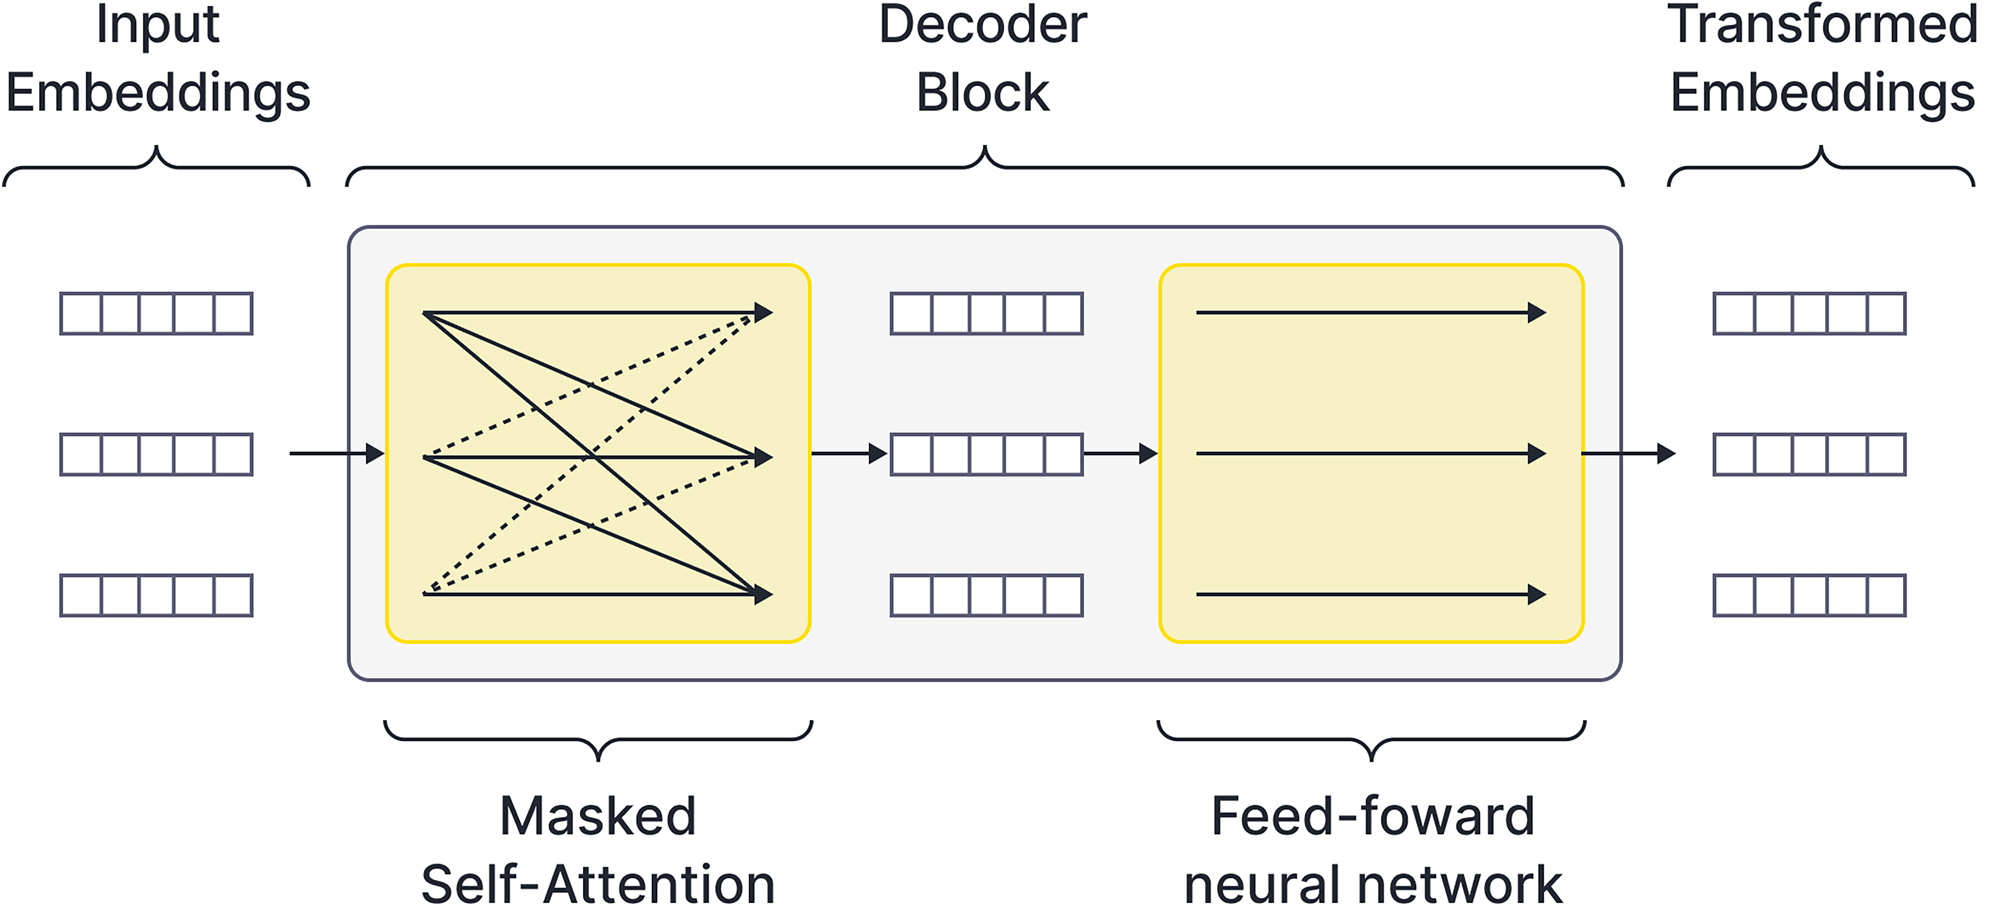 Input
Embeddings
Decoder
Block
Transformed
Embeddings
Masked
Self-Attention
Feed-foward
neural network